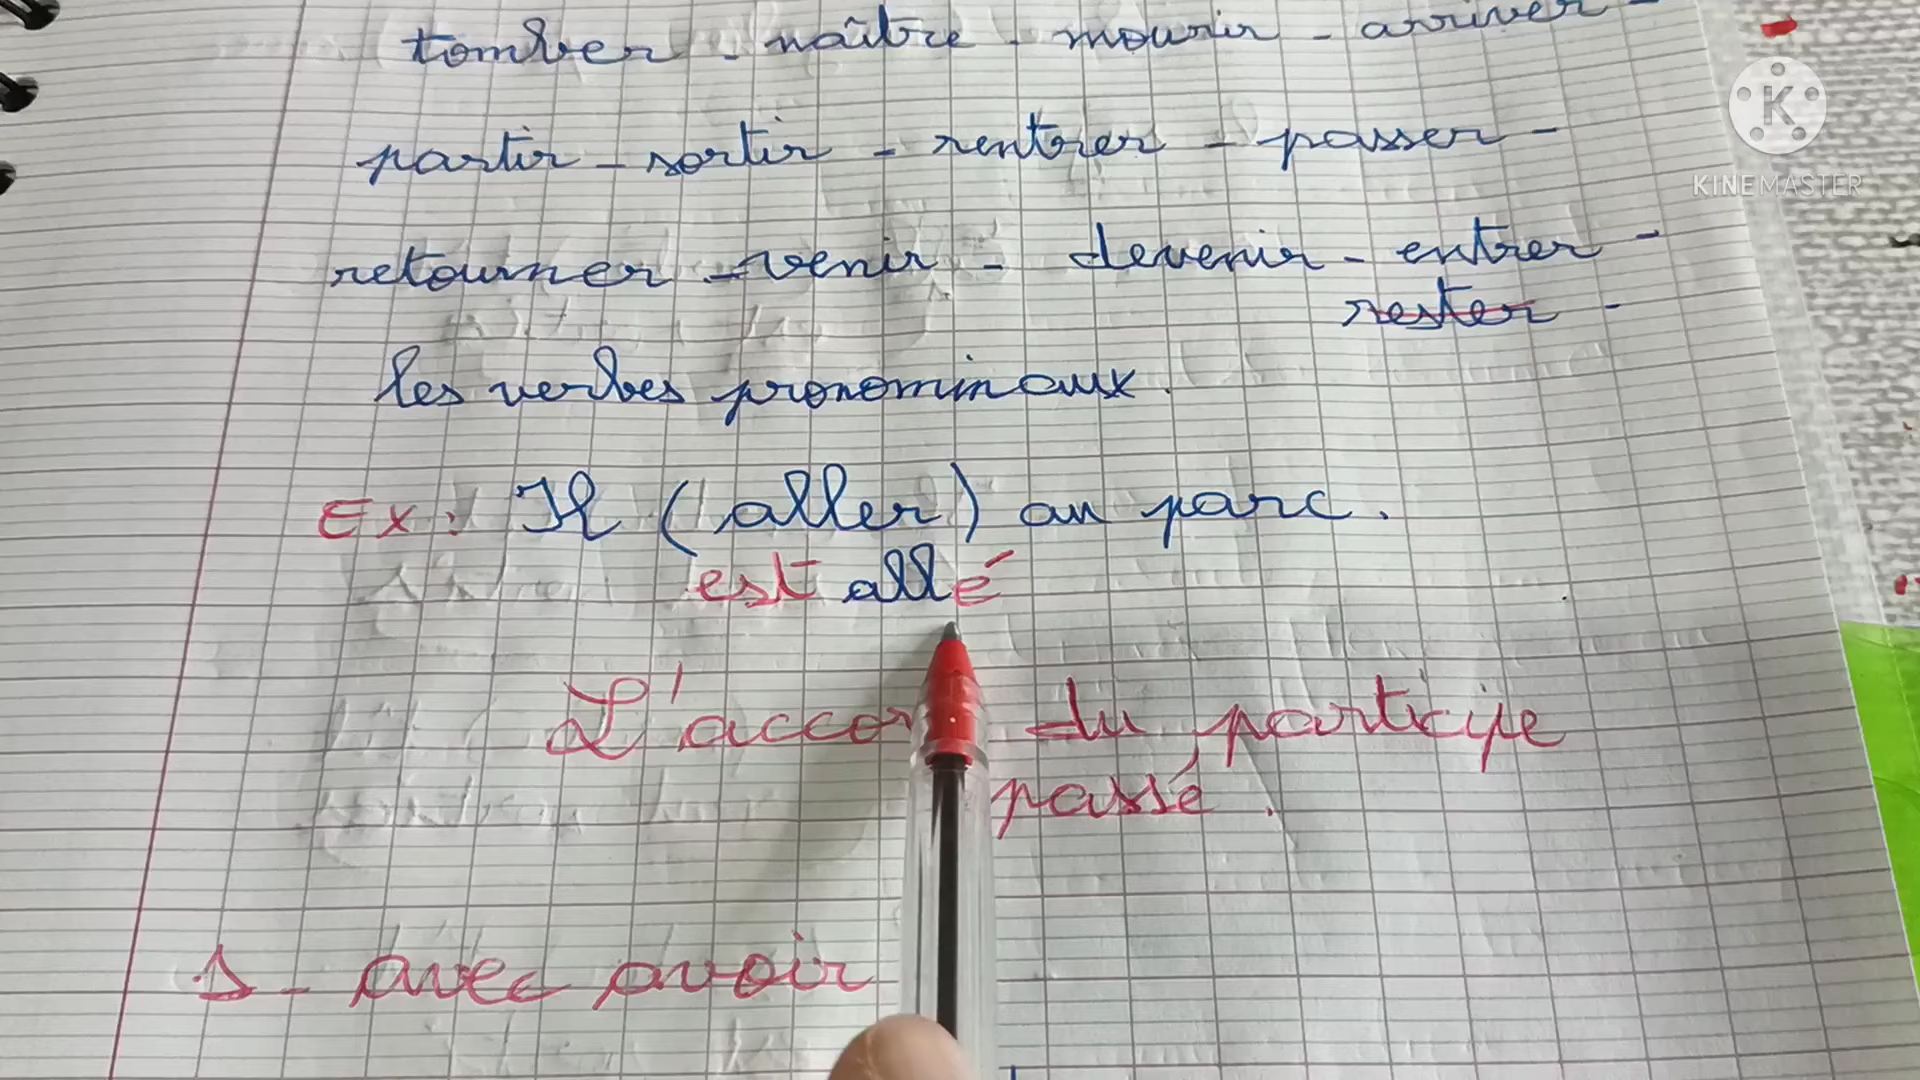 tomber - naître - mourir - arriver -
partir - sortir - rentrer - passer -
retourner - venir - devenir - entrer -
rester -
les verbes pronominaux.
Ex: Il (aller) au parc.
est allé
L'accor du participe
passé.
1 - avec avoir
KINEMASTER